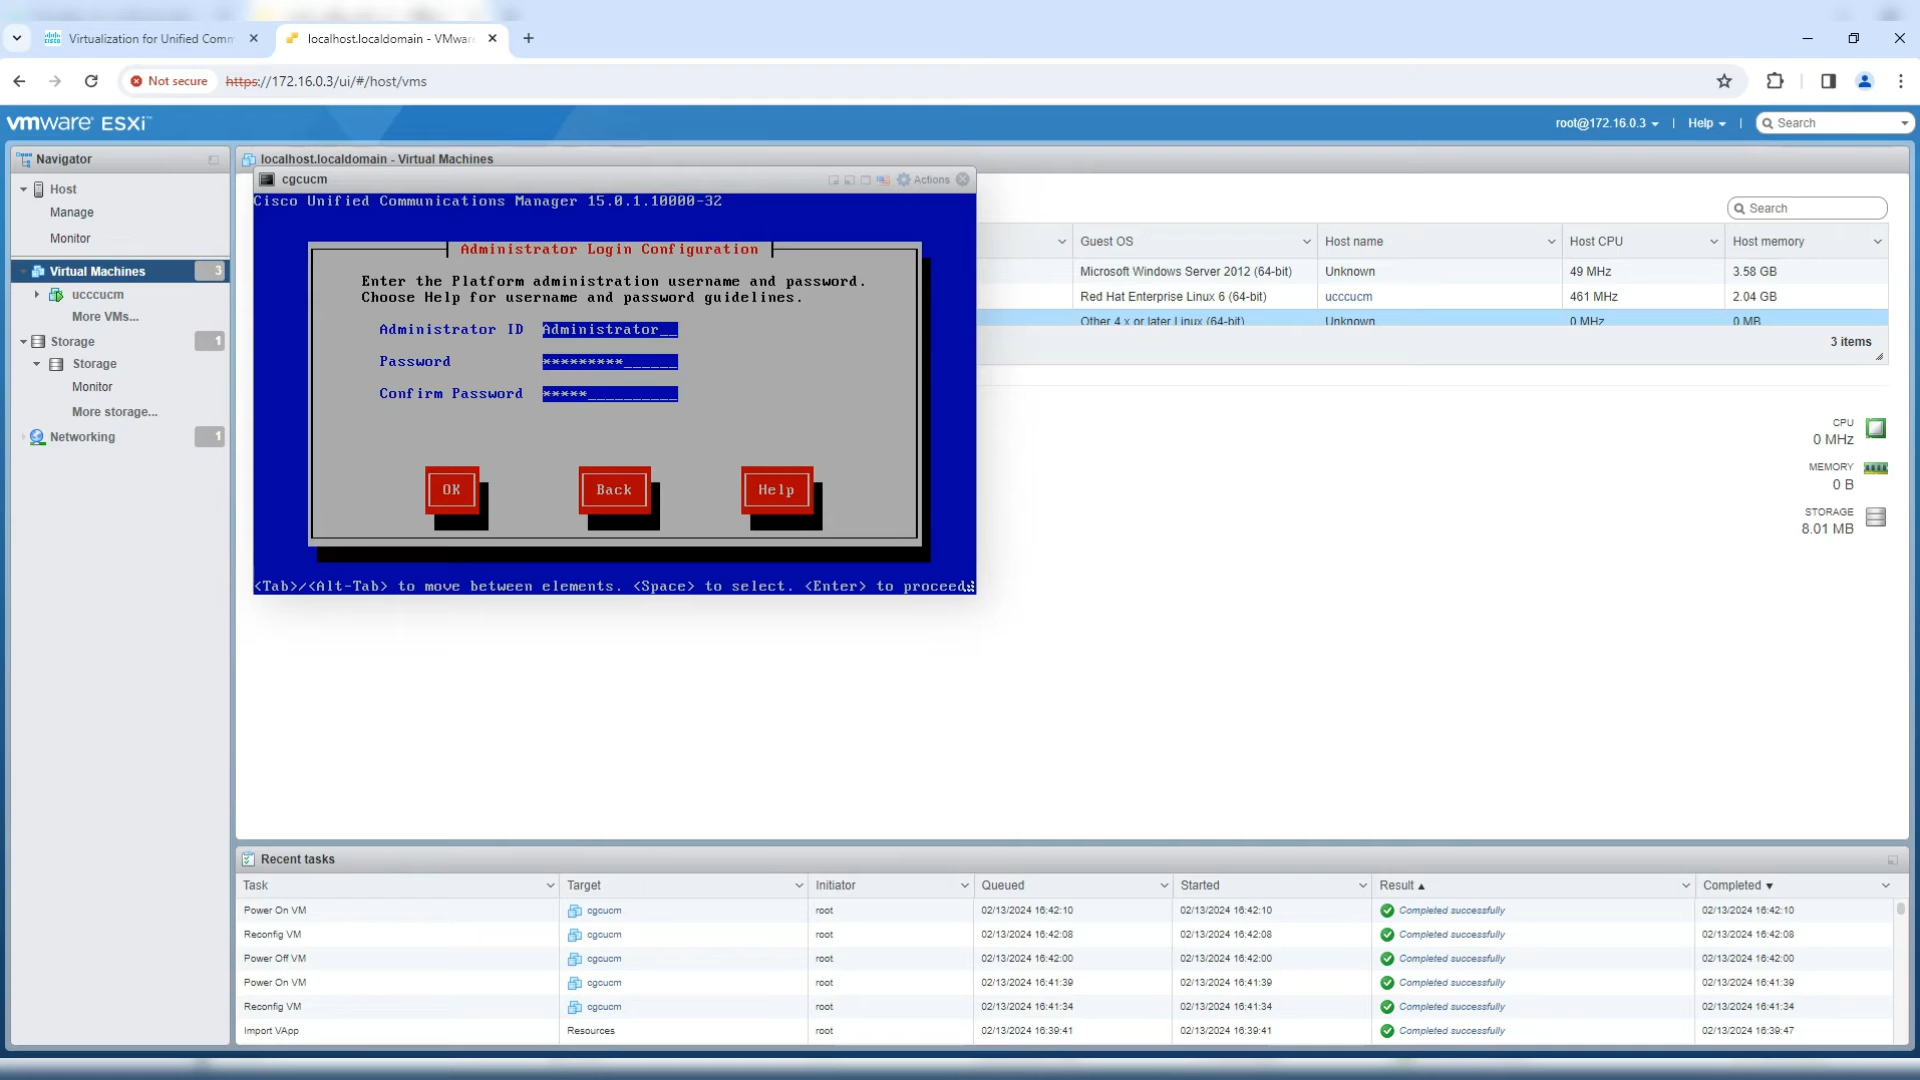 Virtualization for Unified Comm
localhost.localdomain - VMware
Not secure
https://172.16.0.3/ui/#/host/vms
vmware ESXi
root@172.16.0.3
|
Help
|
Search
Navigator
localhost.localdomain - Virtual Machines
Host
Manage
Monitor
Virtual Machines
3
ucccucm
More VMs...
Storage
1
Storage
Monitor
More storage...
Networking
1
cgcucm
Actions
Cisco Unified Communications Manager 15.0.1.10000-32
Administrator Login Configuration
Enter the Platform administration username and password.
Choose Help for username and password guidelines.
Administrator ID Administrator__
Password *********______
Confirm Password *****__________
OK Back Help
<Tab>/<Alt-Tab> to move between elements. <Space> to select. <Enter> to proceed
Search
Guest OS Host name Host CPU Host memory
Microsoft Windows Server 2012 (64-bit) Unknown 49 MHz 3.58 GB
Red Hat Enterprise Linux 6 (64-bit) ucccucm 461 MHz 2.04 GB
Other 4.x or later Linux (64-bit) Unknown 0 MHz 0 MB
3 items
CPU
0 MHz
MEMORY
0 B
STORAGE
8.01 MB
Recent tasks
Task Target Initiator Queued Started Result ▲ Completed ▼
Power On VM cgcucm root 02/13/2024 16:42:10 02/13/2024 16:42:10 Completed successfully 02/13/2024 16:42:10
Reconfig VM cgcucm root 02/13/2024 16:42:08 02/13/2024 16:42:08 Completed successfully 02/13/2024 16:42:08
Power Off VM cgcucm root 02/13/2024 16:42:00 02/13/2024 16:42:00 Completed successfully 02/13/2024 16:42:00
Power On VM cgcucm root 02/13/2024 16:41:39 02/13/2024 16:41:39 Completed successfully 02/13/2024 16:41:39
Reconfig VM cgcucm root 02/13/2024 16:41:34 02/13/2024 16:41:34 Completed successfully 02/13/2024 16:41:34
Import VApp Resources root 02/13/2024 16:39:41 02/13/2024 16:39:41 Completed successfully 02/13/2024 16:39:47